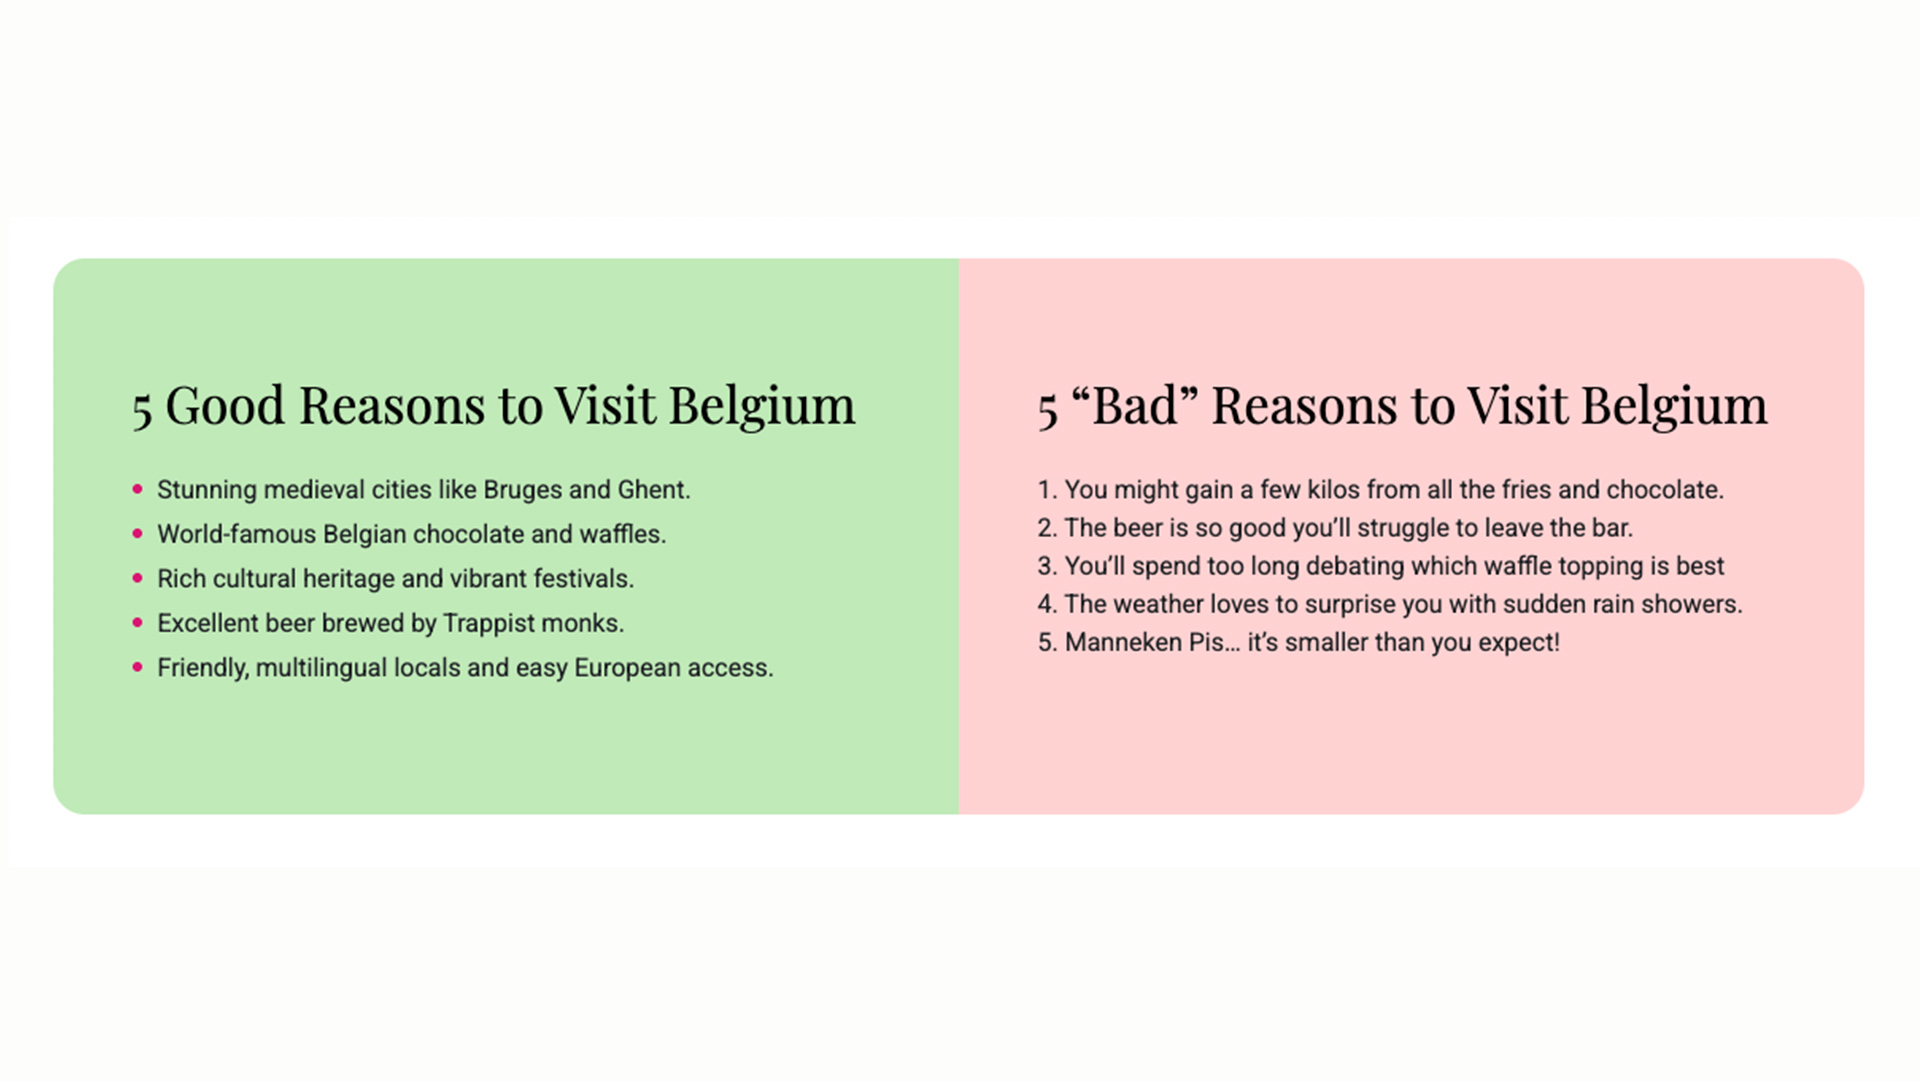 5 Good Reasons to Visit Belgium
• Stunning medieval cities like Bruges and Ghent.
• World-famous Belgian chocolate and waffles.
• Rich cultural heritage and vibrant festivals.
• Excellent beer brewed by Trappist monks.
• Friendly, multilingual locals and easy European access.
5 “Bad” Reasons to Visit Belgium
1. You might gain a few kilos from all the fries and chocolate.
2. The beer is so good you’ll struggle to leave the bar.
3. You’ll spend too long debating which waffle topping is best
4. The weather loves to surprise you with sudden rain showers.
5. Manneken Pis… it’s smaller than you expect!